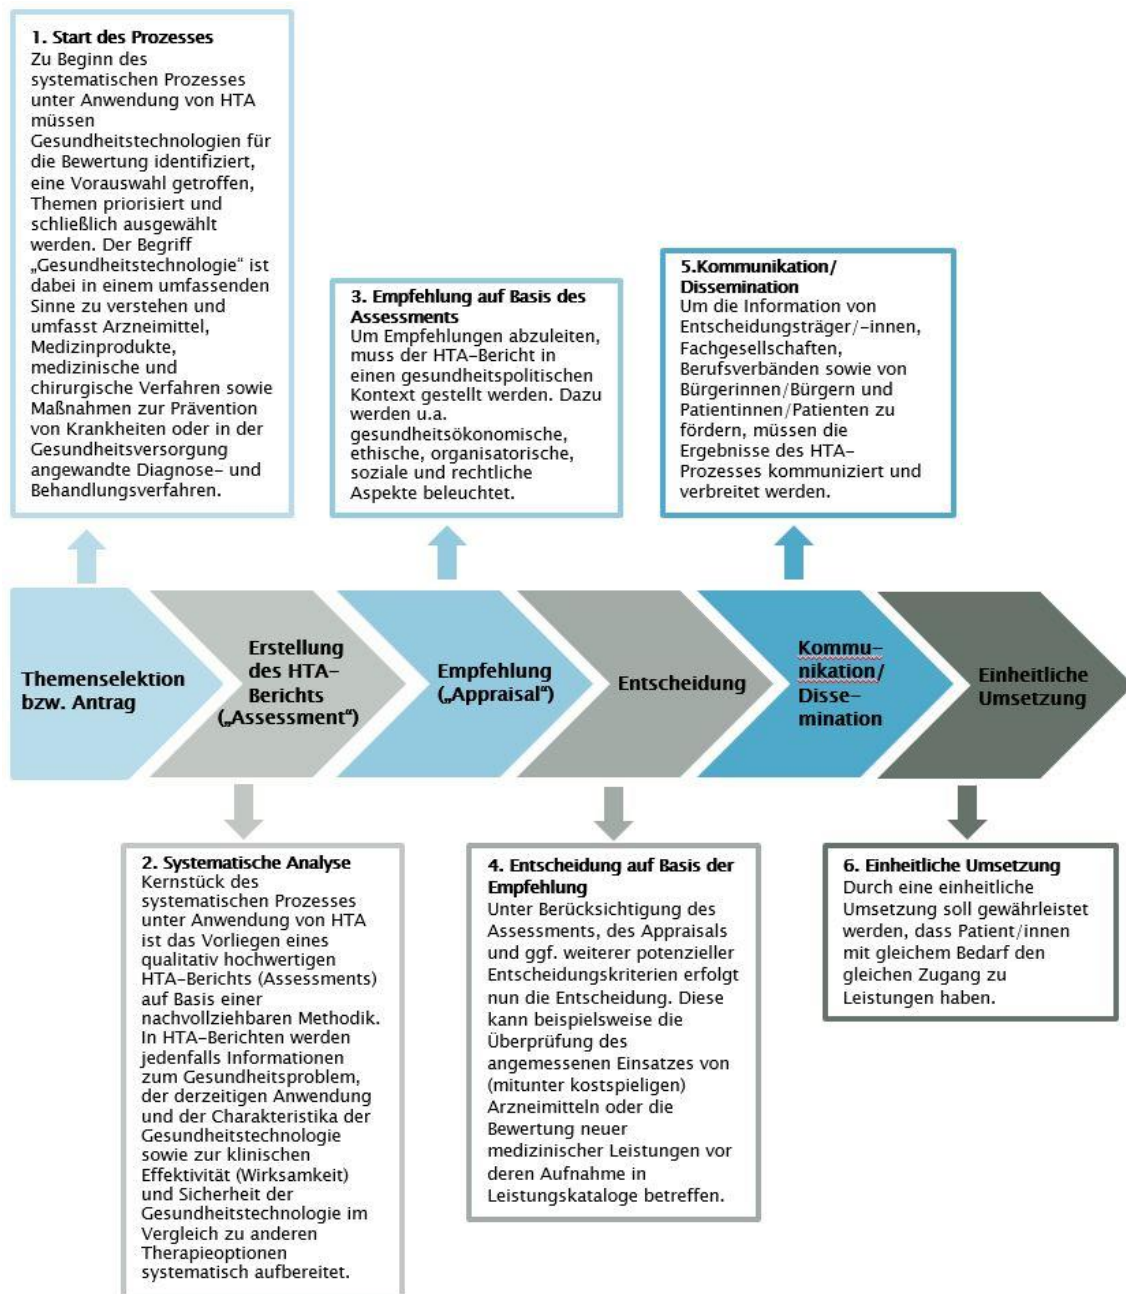 1. Start des Prozesses
Zu Beginn des
systematischen Prozesses
unter Anwendung von HTA
müssen
Gesundheitstechnologien für
die Bewertung identifiziert,
eine Vorauswahl getroffen,
Themen priorisiert und
schließlich ausgewählt
werden. Der Begriff
„Gesundheitstechnologie“ ist
dabei in einem umfassenden
Sinne zu verstehen und
umfasst Arzneimittel,
Medizinprodukte,
medizinische und
chirurgische Verfahren sowie
Maßnahmen zur Prävention
von Krankheiten oder in der
Gesundheitsversorgung
angewandte Diagnose- und
Behandlungsverfahren.
3. Empfehlung auf Basis des
Assessments
Um Empfehlungen abzuleiten,
muss der HTA-Bericht in
einen gesundheitspolitischen
Kontext gestellt werden. Dazu
werden u.a.
gesundheitsökonomische,
ethische, organisatorische,
soziale und rechtliche
Aspekte beleuchtet.
5.Kommunikation/
Dissemination
Um die Information von
Entscheidungsträger/-innen,
Fachgesellschaften,
Berufsverbänden sowie von
Bürgerinnen/Bürgern und
Patientinnen/Patienten zu
fördern, müssen die
Ergebnisse des HTA-
Prozesses kommuniziert und
verbreitet werden.
Themenselektion
bzw. Antrag
Erstellung
des HTA-
Berichts
(„Assessment“)
Empfehlung
(„Appraisal“)
Entscheidung
Kommu-
nikation/
Disse-
mination
Einheitliche
Umsetzung
2. Systematische Analyse
Kernstück des
systematischen Prozesses
unter Anwendung von HTA
ist das Vorliegen eines
qualitativ hochwertigen
HTA-Berichts (Assessments)
auf Basis einer
nachvollziehbaren Methodik.
In HTA-Berichten werden
jedenfalls Informationen
zum Gesundheitsproblem,
der derzeitigen Anwendung
und der Charakteristika der
Gesundheitstechnologie
sowie zur klinischen
Effektivität (Wirksamkeit)
und Sicherheit der
Gesundheitstechnologie im
Vergleich zu anderen
Therapieoptionen
systematisch aufbereitet.
4. Entscheidung auf Basis der
Empfehlung
Unter Berücksichtigung des
Assessments, des Appraisals
und ggf. weiterer potenzieller
Entscheidungskriterien erfolgt
nun die Entscheidung. Diese
kann beispielsweise die
Überprüfung des
angemessenen Einsatzes von
(mitunter kostspieligen)
Arzneimitteln oder die
Bewertung neuer
medizinischer Leistungen vor
deren Aufnahme in
Leistungskataloge betreffen.
6. Einheitliche Umsetzung
Durch eine einheitliche
Umsetzung soll gewährleistet
werden, dass Patient/innen
mit gleichem Bedarf den
gleichen Zugang zu
Leistungen haben.